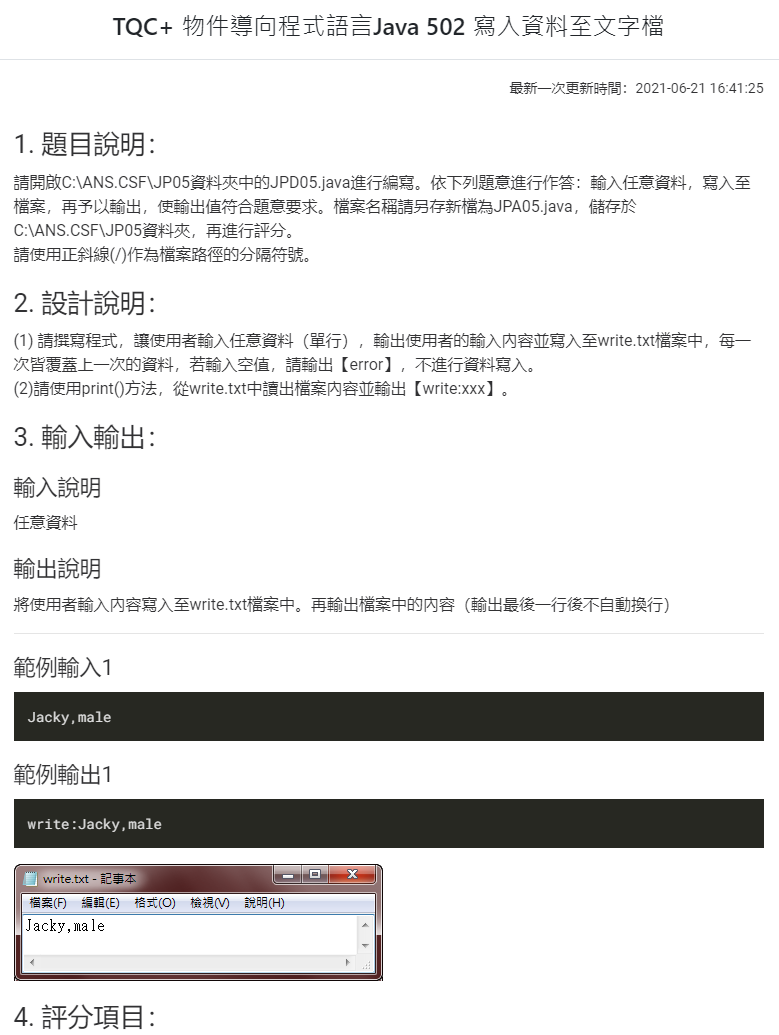 TQC+ 物件導向程式語言Java 502 寫入資料至文字檔
最新一次更新時間：2021-06-21 16:41:25
1. 題目說明：
請開啟C:\ANS.CSF\JP05資料夾中的JPD05.java進行編寫。依下列題意進行作答：輸入任意資料，寫入至
檔案，再予以輸出，使輸出值符合題意要求。檔案名稱請另存新檔為JPA05.java，儲存於
C:\ANS.CSF\JP05資料夾，再進行評分。
請使用正斜線(/)作為檔案路徑的分隔符號。
2. 設計說明：
(1) 請撰寫程式，讓使用者輸入任意資料（單行），輸出使用者的輸入內容並寫入至write.txt檔案中，每一
次皆覆蓋上一次的資料，若輸入空值，請輸出【error】，不進行資料寫入。
(2)請使用print()方法，從write.txt中讀出檔案內容並輸出【write:xxx】。
3. 輸入輸出：
輸入說明
任意資料
輸出說明
將使用者輸入內容寫入至write.txt檔案中。再輸出檔案中的內容（輸出最後一行後不自動換行）
範例輸入1
Jacky,male
範例輸出1
write:Jacky,male
write.txt - 記事本
檔案(F) 編輯(E) 格式(O) 檢視(V) 說明(H)
Jacky,male
4. 評分項目：